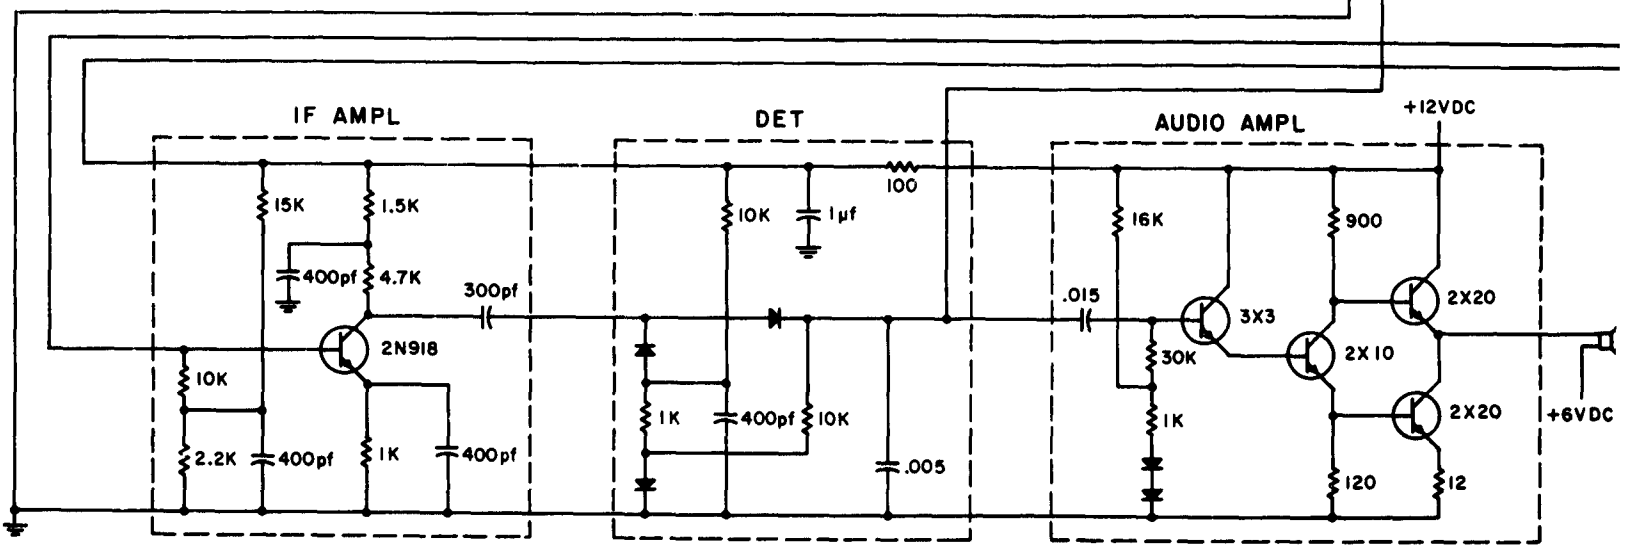 IF AMPL
DET
AUDIO AMPL
+12VDC
15K
1.5K
400pf
4.7K
300pf
2N918
10K
2.2K
400pf
1K
400pf
10K
1µf
100
1K
400pf
10K
.005
16K
.015
3X3
30K
1K
900
2X10
2X20
2X20
+6VDC
120
12